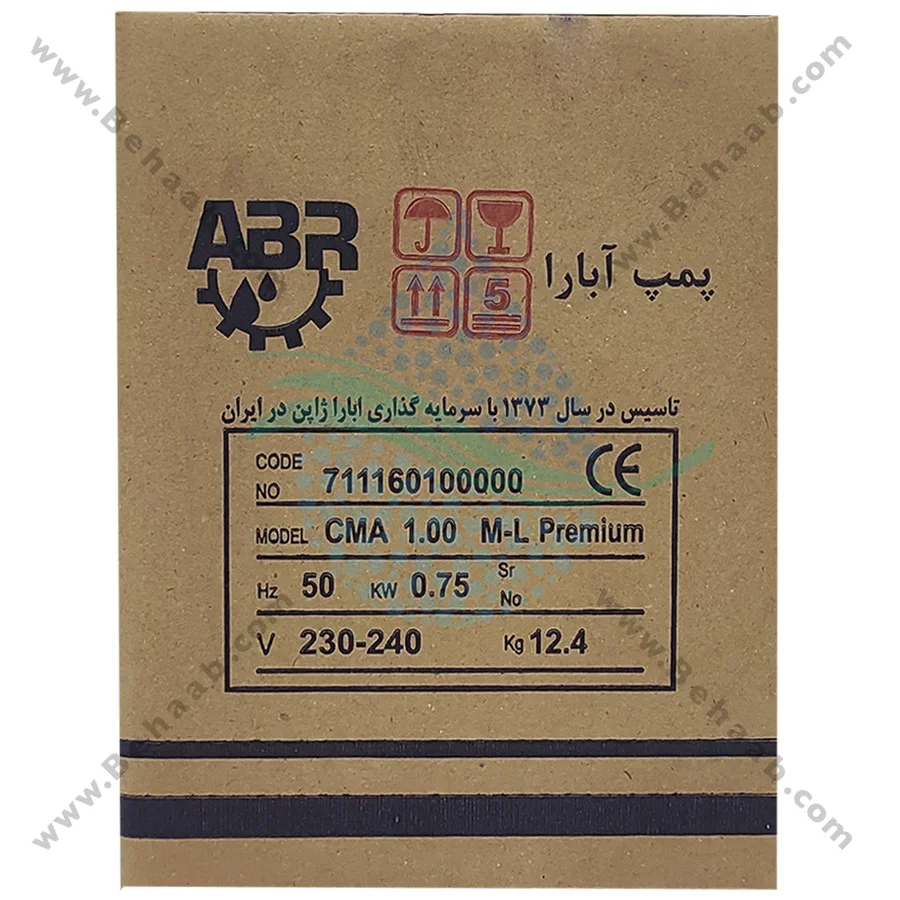 www.Behaab.com
www.Behaab.com
ABR
5
پمپ آبارا
تاسیس در سال ۱۳۷۳ با سرمایه گذاری ابارا ژاپن در ایران
CODE NO 711160100000 CE
MODEL CMA 1.00 M-L Premium
Hz 50 KW 0.75 Sr No
V 230-240 Kg 12.4
www.Behaab.com
www.Behaab.com